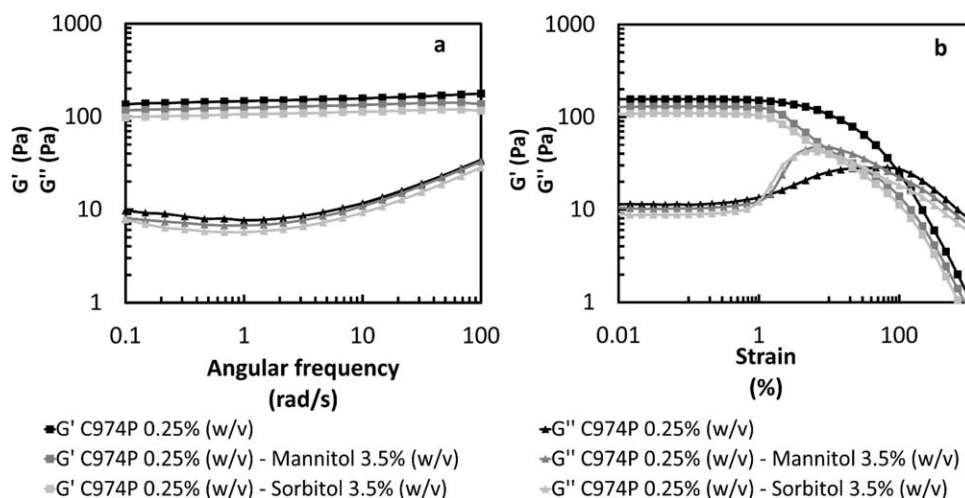 a
G' (Pa)
G'' (Pa)
1000
100
10
1
0.1
1
10
100
Angular frequency
(rad/s)
b
G' (Pa)
G'' (Pa)
1000
100
10
1
0.01
1
100
Strain
(%)
G' C974P 0.25% (w/v)
G' C974P 0.25% (w/v) - Mannitol 3.5% (w/v)
G' C974P 0.25% (w/v) - Sorbitol 3.5% (w/v)
G'' C974P 0.25% (w/v)
G'' C974P 0.25% (w/v) - Mannitol 3.5% (w/v)
G'' C974P 0.25% (w/v) - Sorbitol 3.5% (w/v)